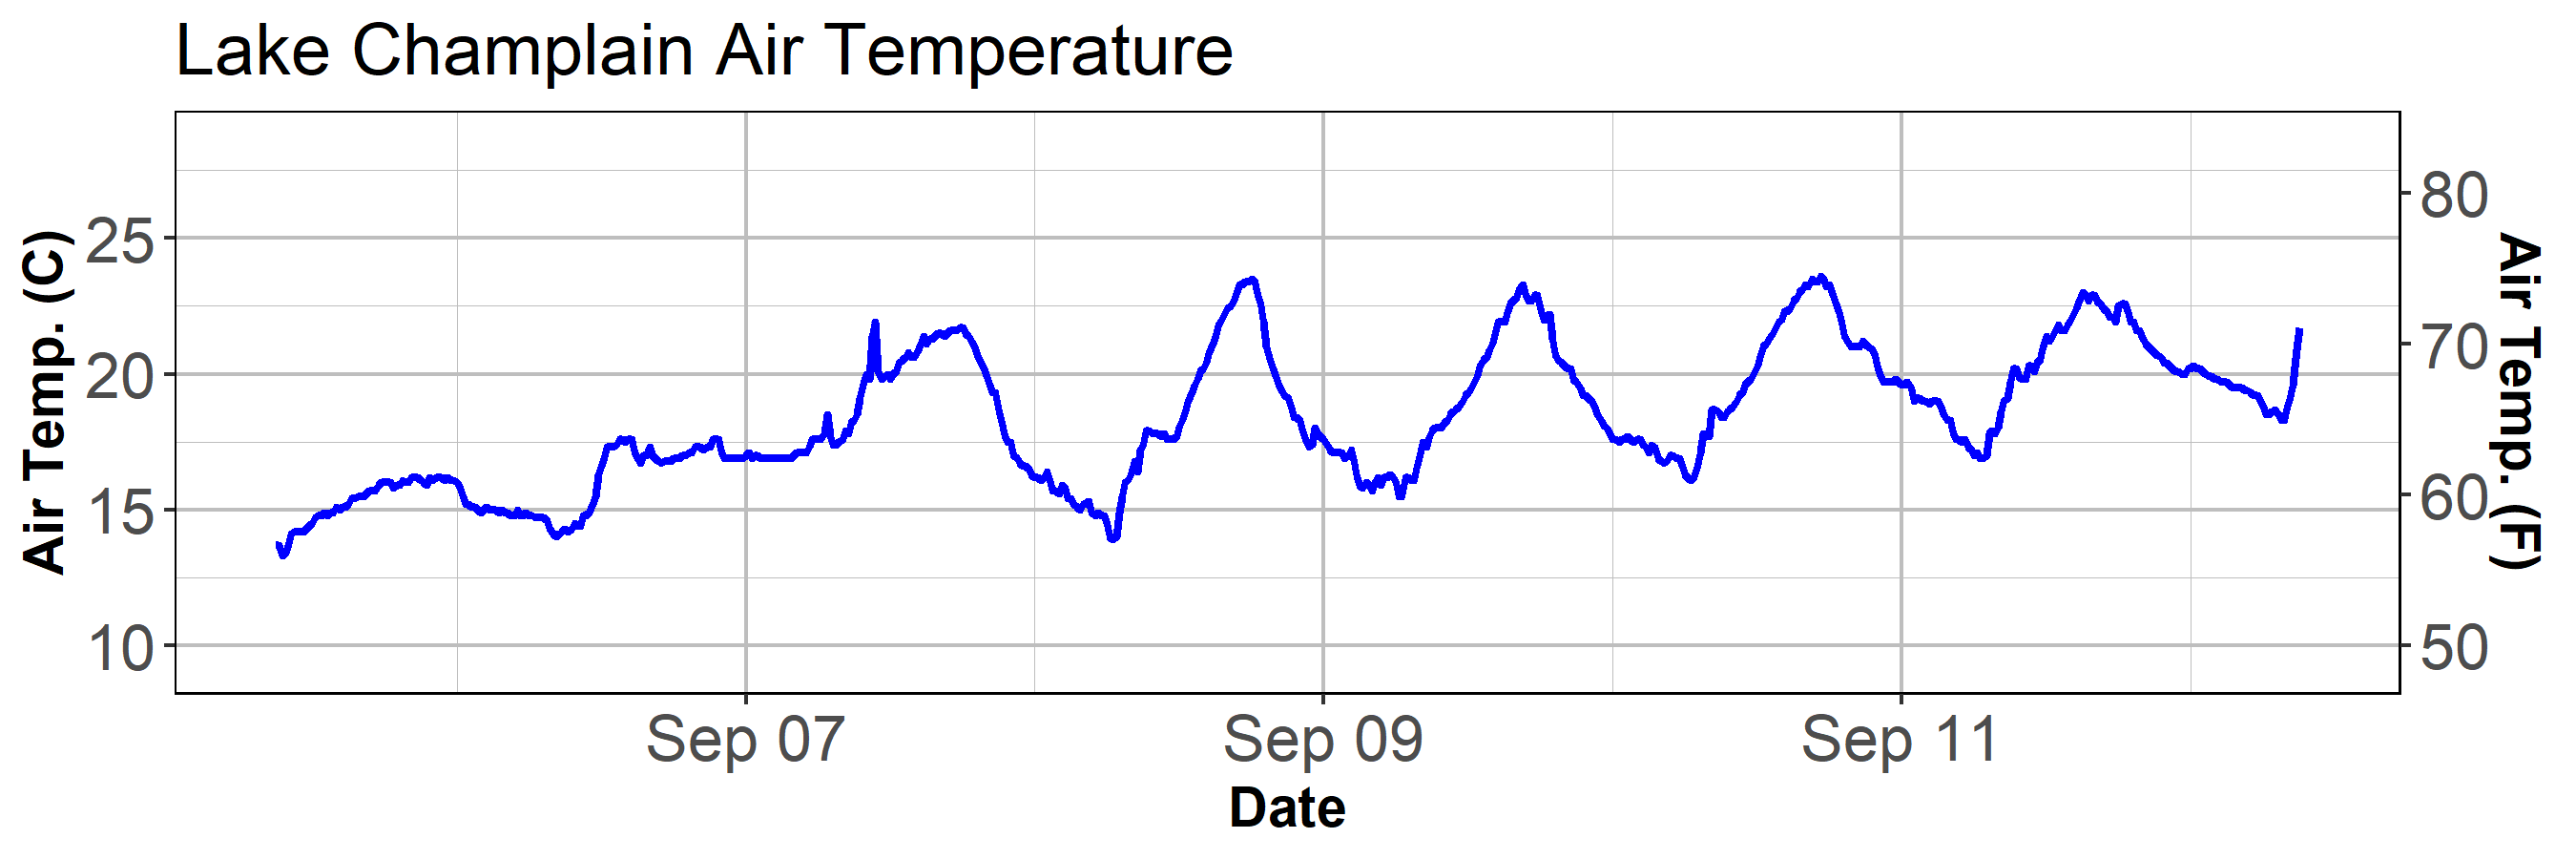 Lake Champlain Air Temperature
Air Temp. (C)
25
20
15
10
80
70
60
50
Air Temp. (F)
Sep 07
Sep 09
Sep 11
Date